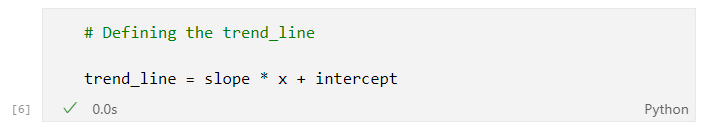 # Defining the trend_line
trend_line = slope * x + intercept
[6]
0.0s
Python